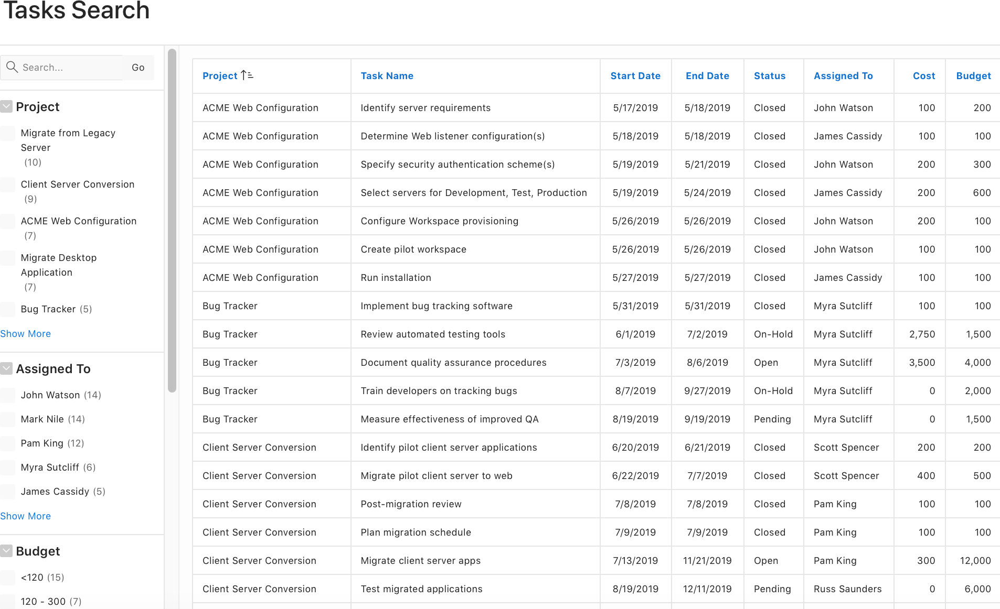 Tasks Search
Search...
Go
Project
Migrate from Legacy
Server
(10)
Client Server Conversion
(9)
ACME Web Configuration
(7)
Migrate Desktop
Application
(7)
Bug Tracker (5)
Show More
Assigned To
John Watson (14)
Mark Nile (14)
Pam King (12)
Myra Sutcliff (6)
James Cassidy (5)
Show More
Budget
<120 (15)
120 - 300 (7)
Project Task Name Start Date End Date Status Assigned To Cost Budget
ACME Web Configuration Identify server requirements 5/17/2019 5/18/2019 Closed John Watson 100 200
ACME Web Configuration Determine Web listener configuration(s) 5/18/2019 5/18/2019 Closed James Cassidy 100 100
ACME Web Configuration Specify security authentication scheme(s) 5/19/2019 5/21/2019 Closed John Watson 200 300
ACME Web Configuration Select servers for Development, Test, Production 5/19/2019 5/24/2019 Closed James Cassidy 200 600
ACME Web Configuration Configure Workspace provisioning 5/26/2019 5/26/2019 Closed John Watson 200 100
ACME Web Configuration Create pilot workspace 5/26/2019 5/26/2019 Closed John Watson 100 100
ACME Web Configuration Run installation 5/27/2019 5/27/2019 Closed James Cassidy 100 100
Bug Tracker Implement bug tracking software 5/31/2019 5/31/2019 Closed Myra Sutcliff 100 100
Bug Tracker Review automated testing tools 6/1/2019 7/2/2019 On-Hold Myra Sutcliff 2,750 1,500
Bug Tracker Document quality assurance procedures 7/3/2019 8/6/2019 Open Myra Sutcliff 3,500 4,000
Bug Tracker Train developers on tracking bugs 8/7/2019 9/27/2019 On-Hold Myra Sutcliff 0 2,000
Bug Tracker Measure effectiveness of improved QA 8/19/2019 9/19/2019 Pending Myra Sutcliff 0 1,500
Client Server Conversion Identify pilot client server applications 6/20/2019 6/21/2019 Closed Scott Spencer 200 200
Client Server Conversion Migrate pilot client server to web 6/22/2019 7/7/2019 Closed Scott Spencer 400 500
Client Server Conversion Post-migration review 7/8/2019 7/8/2019 Closed Pam King 100 100
Client Server Conversion Plan migration schedule 7/9/2019 7/9/2019 Closed Pam King 100 100
Client Server Conversion Migrate client server apps 7/13/2019 11/21/2019 Open Pam King 300 12,000
Client Server Conversion Test migrated applications 8/19/2019 12/11/2019 Pending Russ Saunders 0 6,000